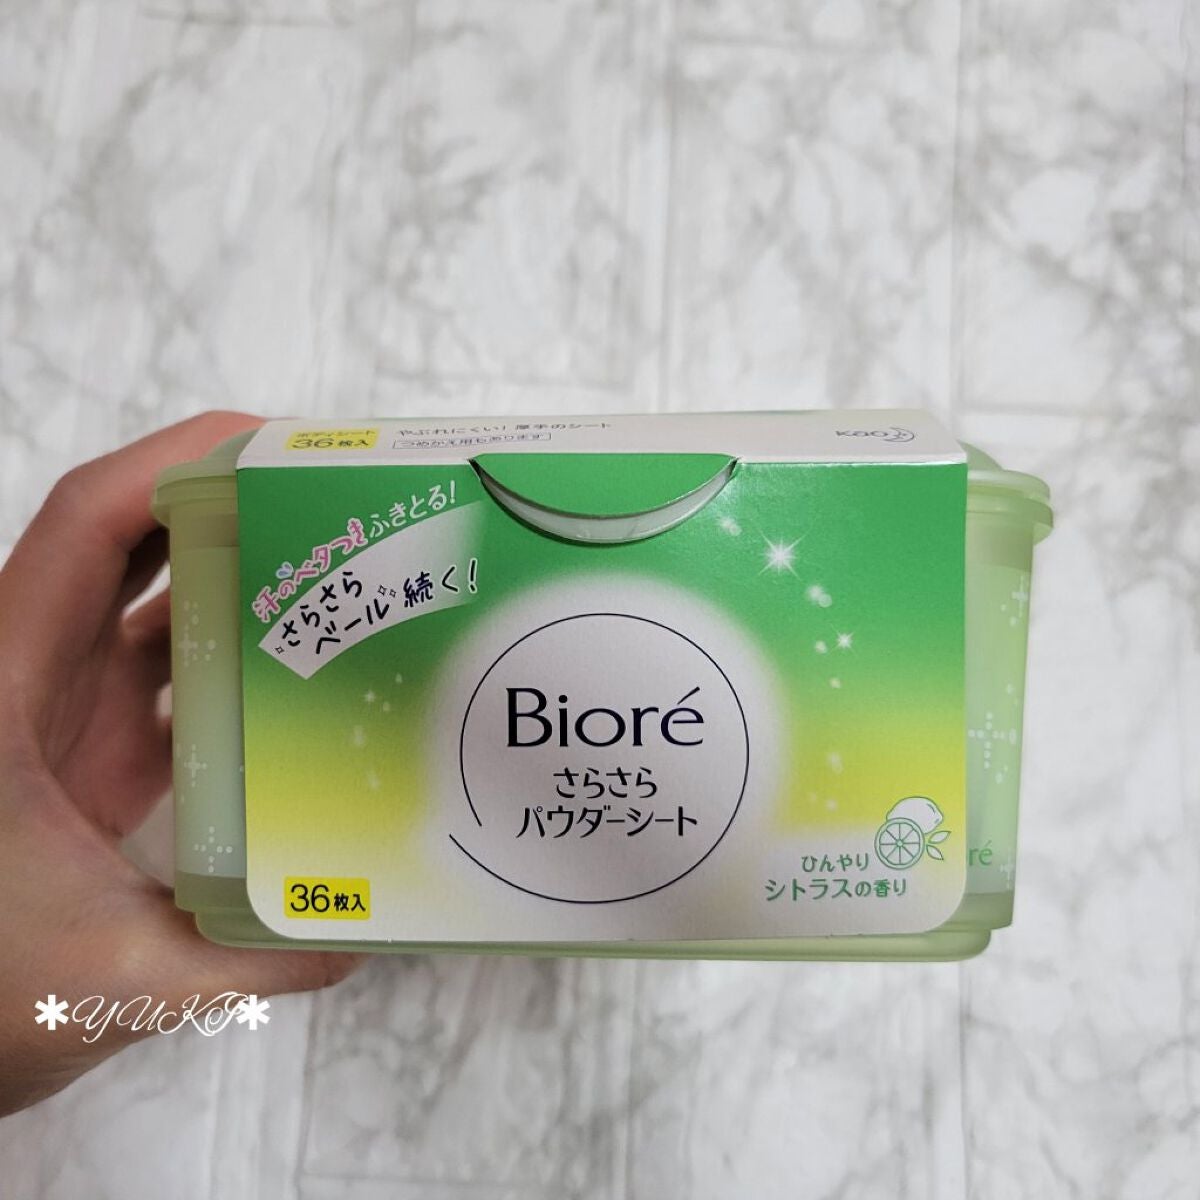 ボディシート
36枚入
やぶれにくい!厚手のシート
つめかえ用もあります
Kao
汗のベタつきふきとる!
さらさら
ベール続く!
Bioré
さらさら
パウダーシート
ひんやり
シトラスの香り
36枚入
ré
*YUKI*